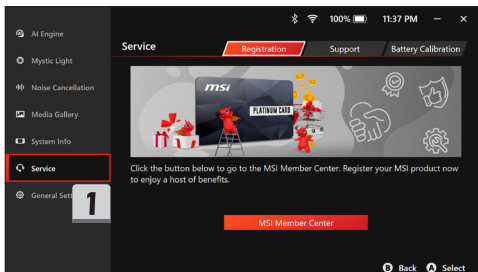 100% 11:37 PM
AI Engine
Service
Registration
Support
Battery Calibration
Mystic Light
Noise Cancellation
Media Gallery
System Info
Service
General Sett
1
msi
PLATINUM CARD
Click the button below to go to the MSI Member Center. Register your MSI product now
to enjoy a host of benefits.
MSI Member Center
B Back A Select